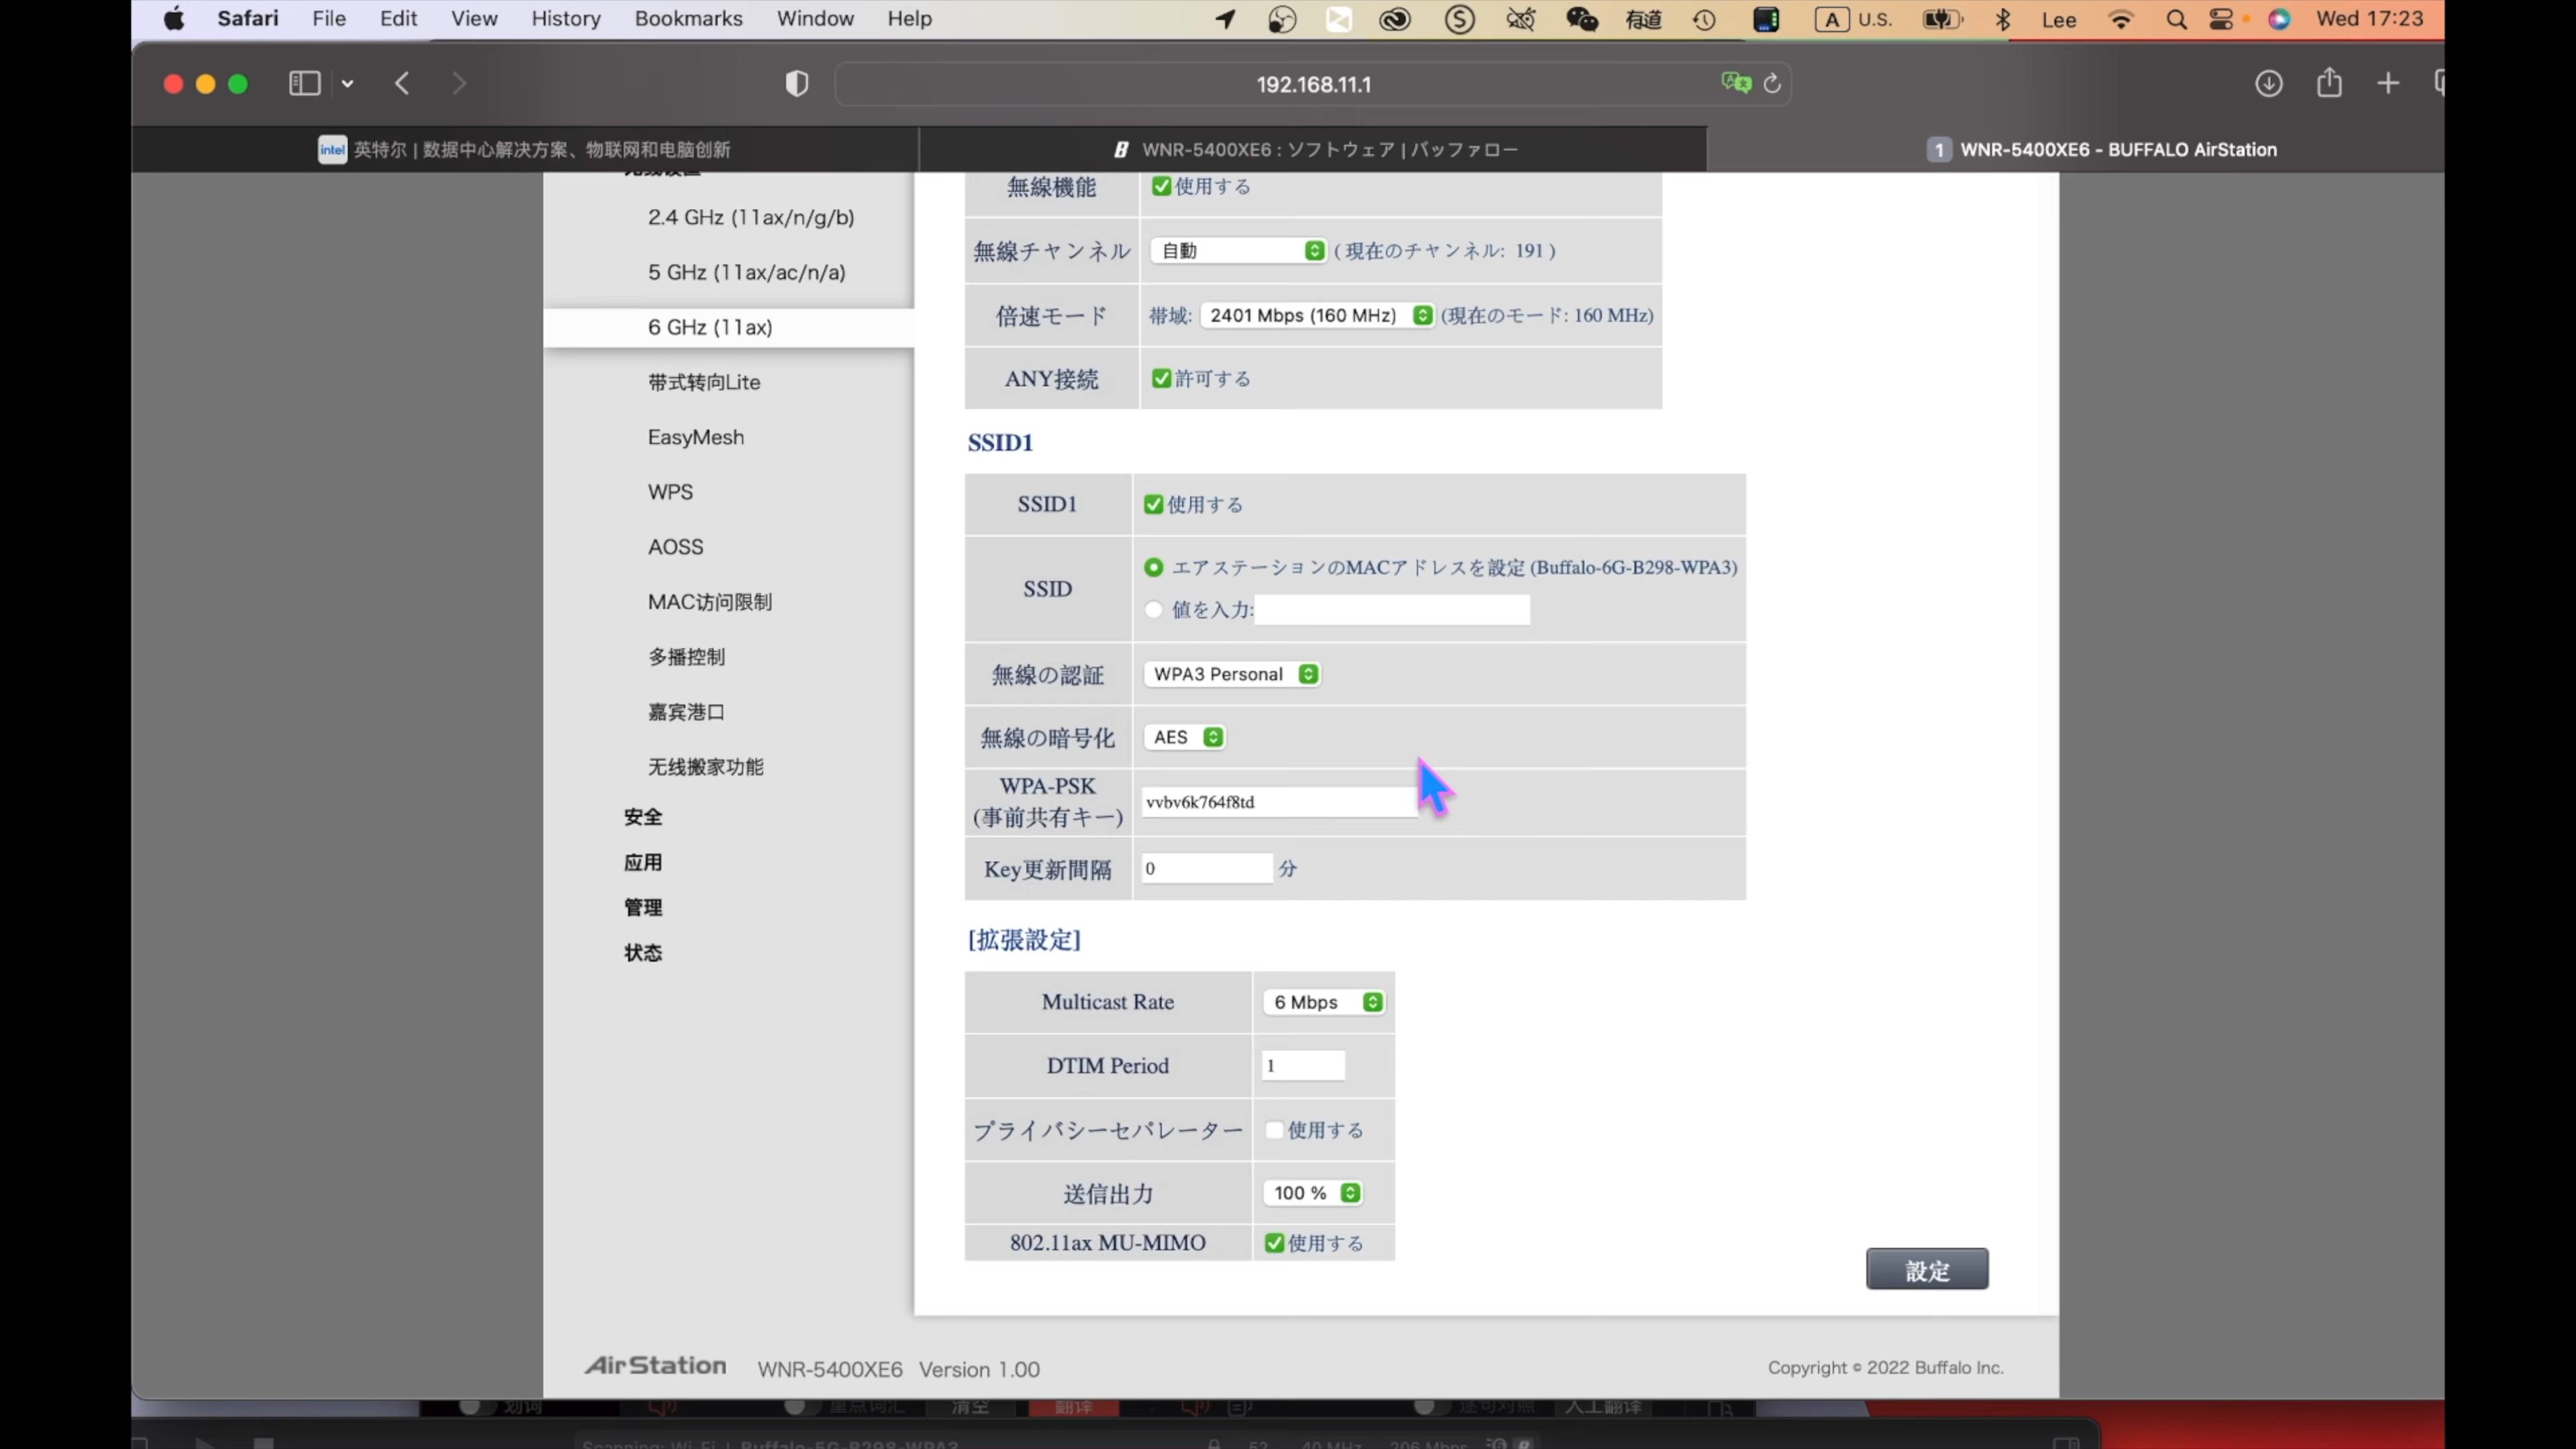 Safari File Edit View History Bookmarks Window Help 有道 A U.S. Lee Wed 17:23
192.168.11.1
intel 英特尔 | 数据中心解决方案、物联网和电脑创新
WNR-5400XE6 : ソフトウェア | バッファロー
1 WNR-5400XE6 - BUFFALO AirStation
2.4 GHz (11ax/n/g/b)
5 GHz (11ax/ac/n/a)
6 GHz (11ax)
带式转向Lite
EasyMesh
WPS
AOSS
MAC访问限制
多播控制
嘉宾港口
无线搬家功能
安全
应用
管理
状态
無線機能 使用する
無線チャンネル 自動 ( 現在のチャンネル: 191 )
倍速モード 帯域: 2401 Mbps (160 MHz) (現在のモード: 160 MHz)
ANY接続 許可する
SSID1
SSID1 使用する
SSID エアステーションのMACアドレスを設定 (Buffalo-6G-B298-WPA3)
値を入力:
無線の認証 WPA3 Personal
無線の暗号化 AES
WPA-PSK
(事前共有キー) vvbv6k764f8td
Key更新間隔 0 分
[拡張設定]
Multicast Rate 6 Mbps
DTIM Period 1
プライバシーセパレーター 使用する
送信出力 100 %
802.11ax MU-MIMO 使用する
設定
AirStation WNR-5400XE6 Version 1.00
Copyright © 2022 Buffalo Inc.
清空 翻译 人工翻译